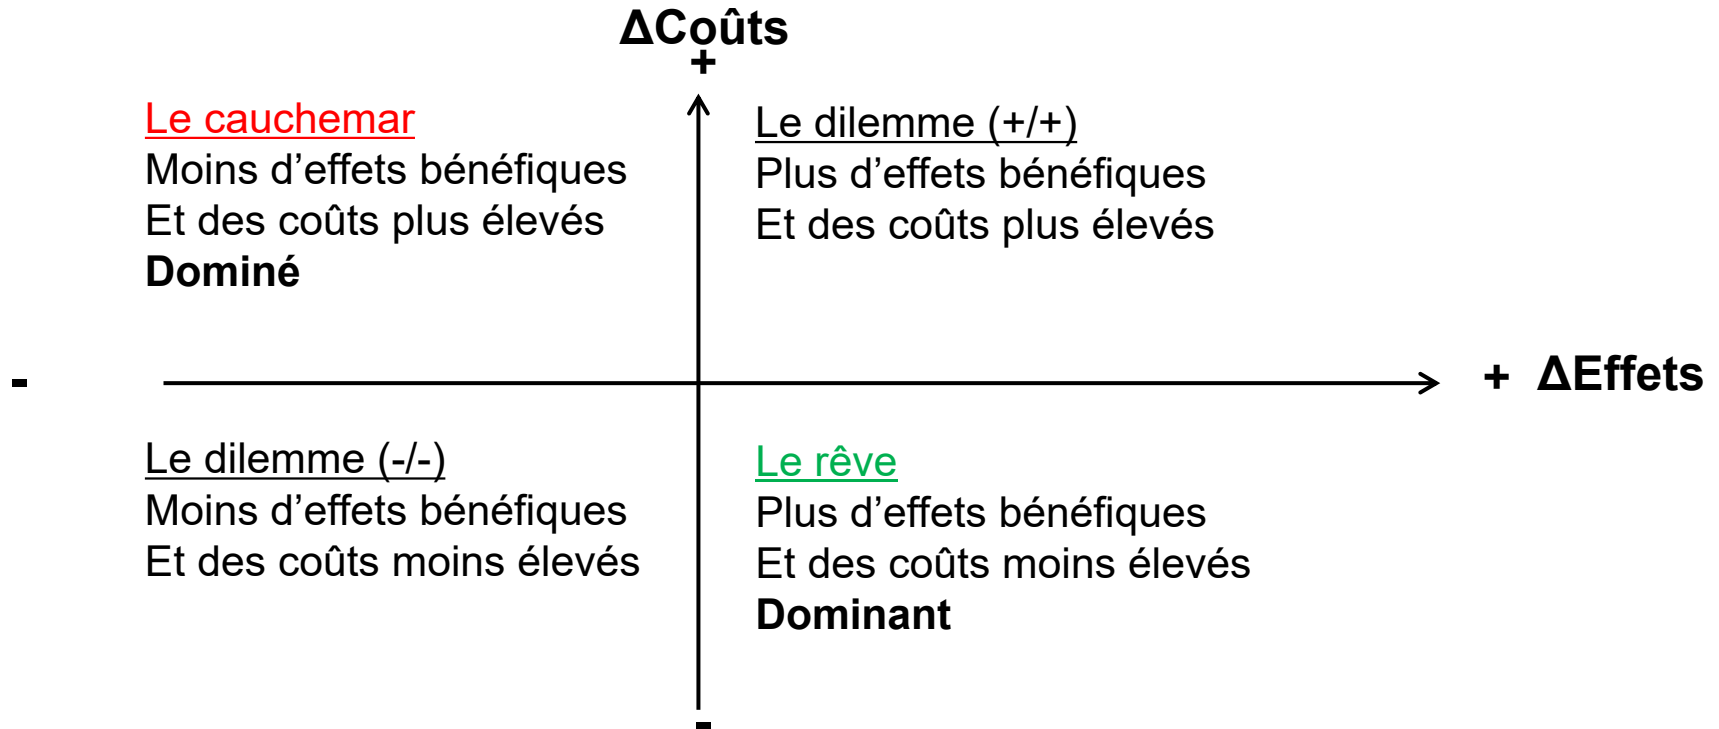 ΔCoûts
+
Le cauchemar
Moins d’effets bénéfiques
Et des coûts plus élevés
Dominé
Le dilemme (+/+)
Plus d’effets bénéfiques
Et des coûts plus élevés
-
+ ΔEffets
Le dilemme (-/-)
Moins d’effets bénéfiques
Et des coûts moins élevés
Le rêve
Plus d’effets bénéfiques
Et des coûts moins élevés
Dominant
-